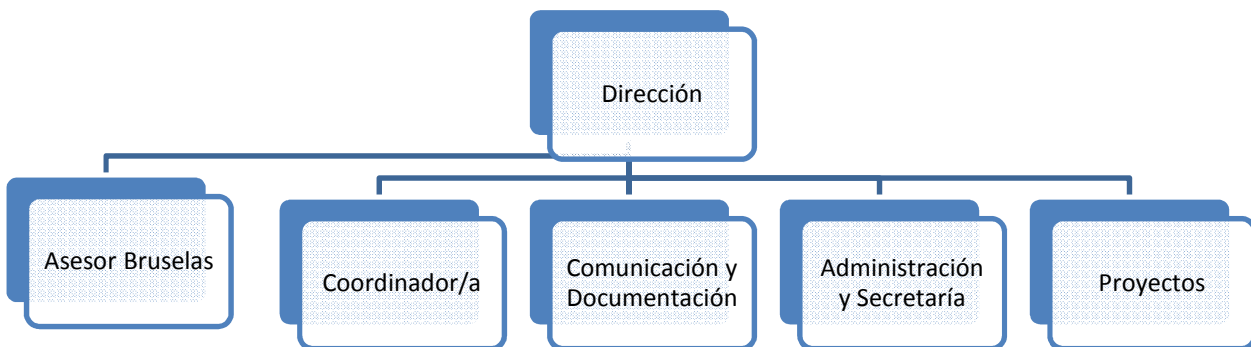 Dirección
Asesor Bruselas
Coordinador/a
Comunicación y
Documentación
Administración
y Secretaría
Proyectos